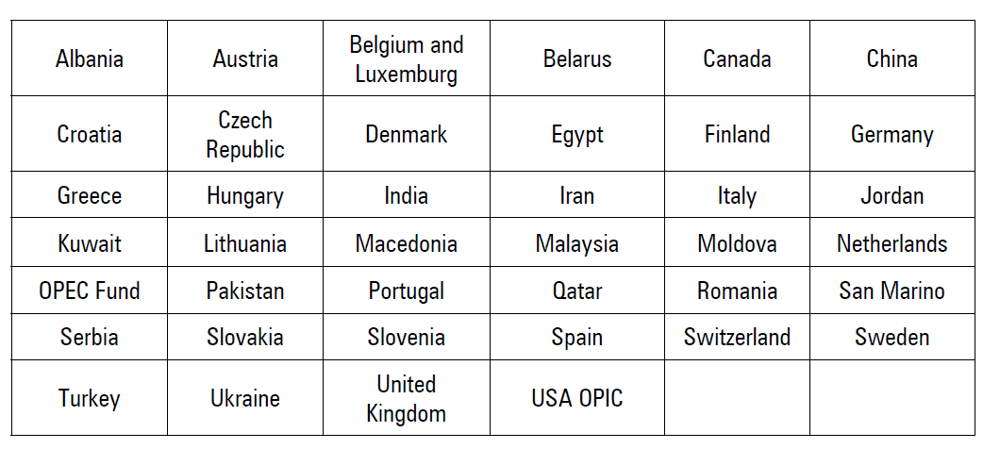 Albania
Austria
Belgium and
Luxemburg
Belarus
Canada
China
Croatia
Czech
Republic
Denmark
Egypt
Finland
Germany
Greece
Hungary
India
Iran
Italy
Jordan
Kuwait
Lithuania
Macedonia
Malaysia
Moldova
Netherlands
OPEC Fund
Pakistan
Portugal
Qatar
Romania
San Marino
Serbia
Slovakia
Slovenia
Spain
Switzerland
Sweden
Turkey
Ukraine
United
Kingdom
USA OPIC